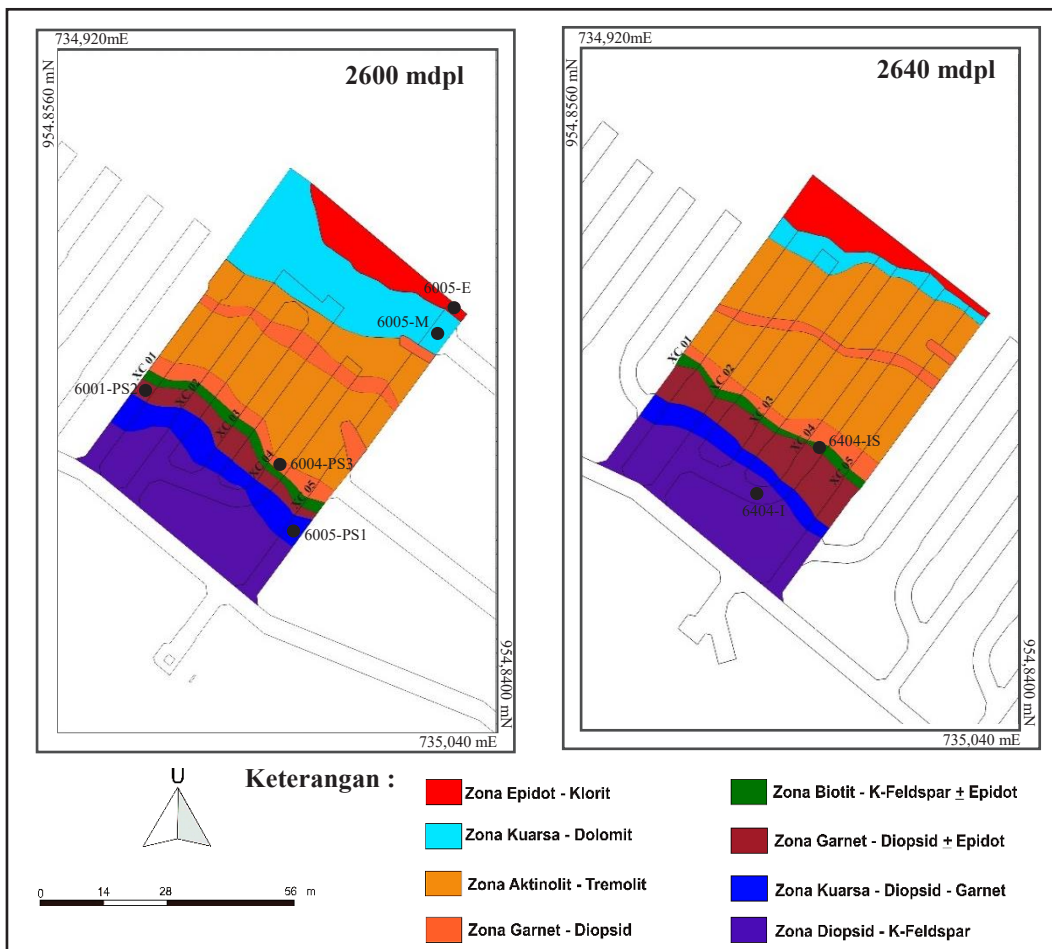 734,920mE
954.8560 mN
2600 mdpl
6005-E
6005-M
XC 01
6001-PS2
XC 02
XC 03
XC 04
6004-PS3
XC 05
6005-PS1
954,8400 mN
735,040 mE
734,920mE
954.8560 mN
2640 mdpl
XC 01
XC 02
XC 03
XC 04
6404-IS
XC 05
6404-I
954,8400 mN
735,040 mE
U
0 14 28 56 m
Keterangan :
Zona Epidot - Klorit
Zona Kuarsa - Dolomit
Zona Aktinolit - Tremolit
Zona Garnet - Diopsid
Zona Biotit - K-Feldspar ± Epidot
Zona Garnet - Diopsid ± Epidot
Zona Kuarsa - Diopsid - Garnet
Zona Diopsid - K-Feldspar